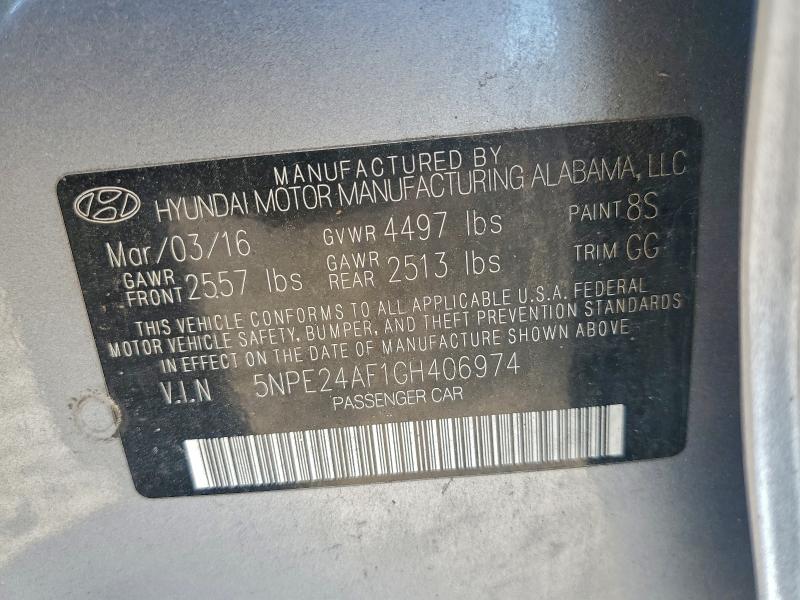 MANUFACTURED BY
HYUNDAI MOTOR MANUFACTURING ALABAMA, LLC
Mar/03/16 GVWR 4497 lbs PAINT 8S
GAWR FRONT 2557 lbs GAWR REAR 2513 lbs TRIM GG
THIS VEHICLE CONFORMS TO ALL APPLICABLE U.S.A. FEDERAL
MOTOR VEHICLE SAFETY, BUMPER, AND THEFT PREVENTION STANDARDS
IN EFFECT ON THE DATE OF MANUFACTURE SHOWN ABOVE
V.I.N 5NPE24AF1GH406974
PASSENGER CAR